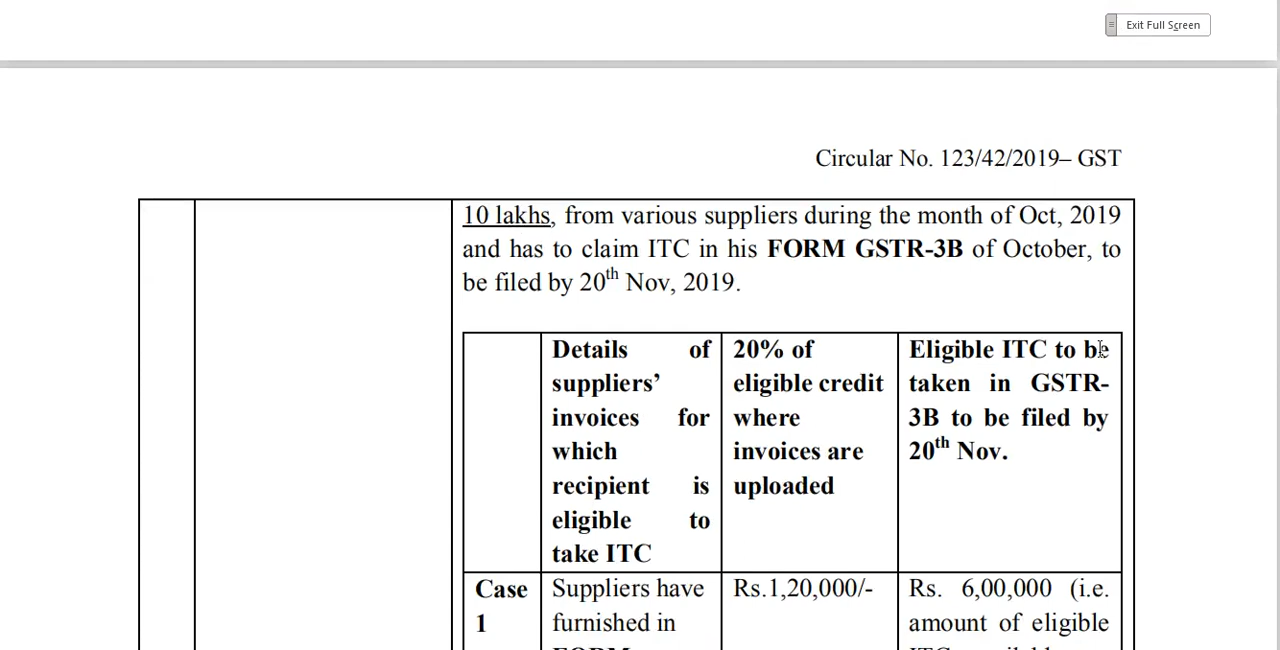 Exit Full Screen
Circular No. 123/42/2019– GST
10 lakhs, from various suppliers during the month of Oct, 2019
and has to claim ITC in his FORM GSTR-3B of October, to
be filed by 20th Nov, 2019.
Details of
suppliers’
invoices for
which
recipient is
eligible to
take ITC
20% of
eligible credit
where
invoices are
uploaded
Eligible ITC to be
taken in GSTR-
3B to be filed by
20th Nov.
Case
1
Suppliers have
furnished in
Rs.1,20,000/-
Rs. 6,00,000 (i.e.
amount of eligible